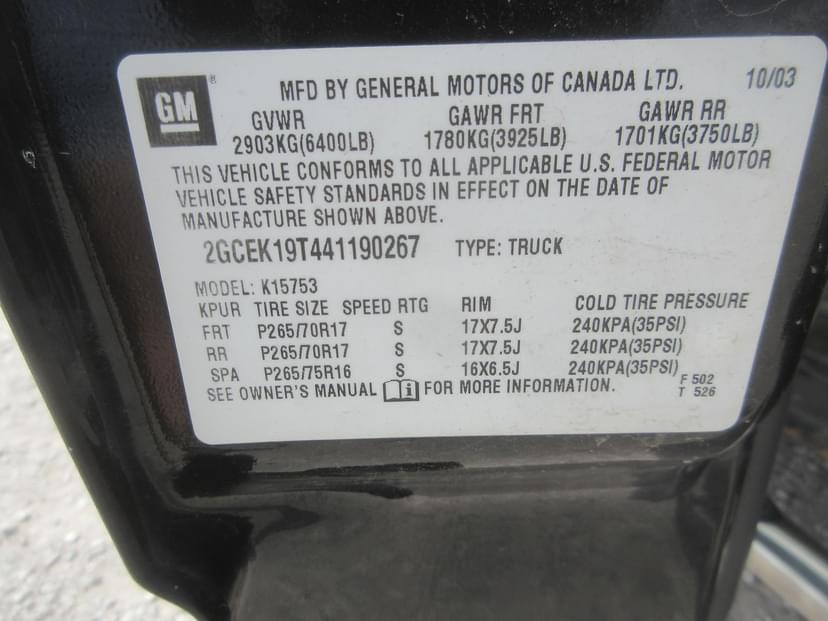 GM ® MFD BY GENERAL MOTORS OF CANADA LTD. 10/03
GVWR GAWR FRT GAWR RR
2903KG(6400LB) 1780KG(3925LB) 1701KG(3750LB)
THIS VEHICLE CONFORMS TO ALL APPLICABLE U.S. FEDERAL MOTOR
VEHICLE SAFETY STANDARDS IN EFFECT ON THE DATE OF
MANUFACTURE SHOWN ABOVE.
2GCEK19T441190267 TYPE: TRUCK
MODEL: K15753
KPUR TIRE SIZE SPEED RTG RIM COLD TIRE PRESSURE
FRT P265/70R17 S 17X7.5J 240KPA(35PSI)
RR P265/70R17 S 17X7.5J 240KPA(35PSI)
SPA P265/75R16 S 16X6.5J 240KPA(35PSI)
SEE OWNER'S MANUAL i FOR MORE INFORMATION. F 502
T 526